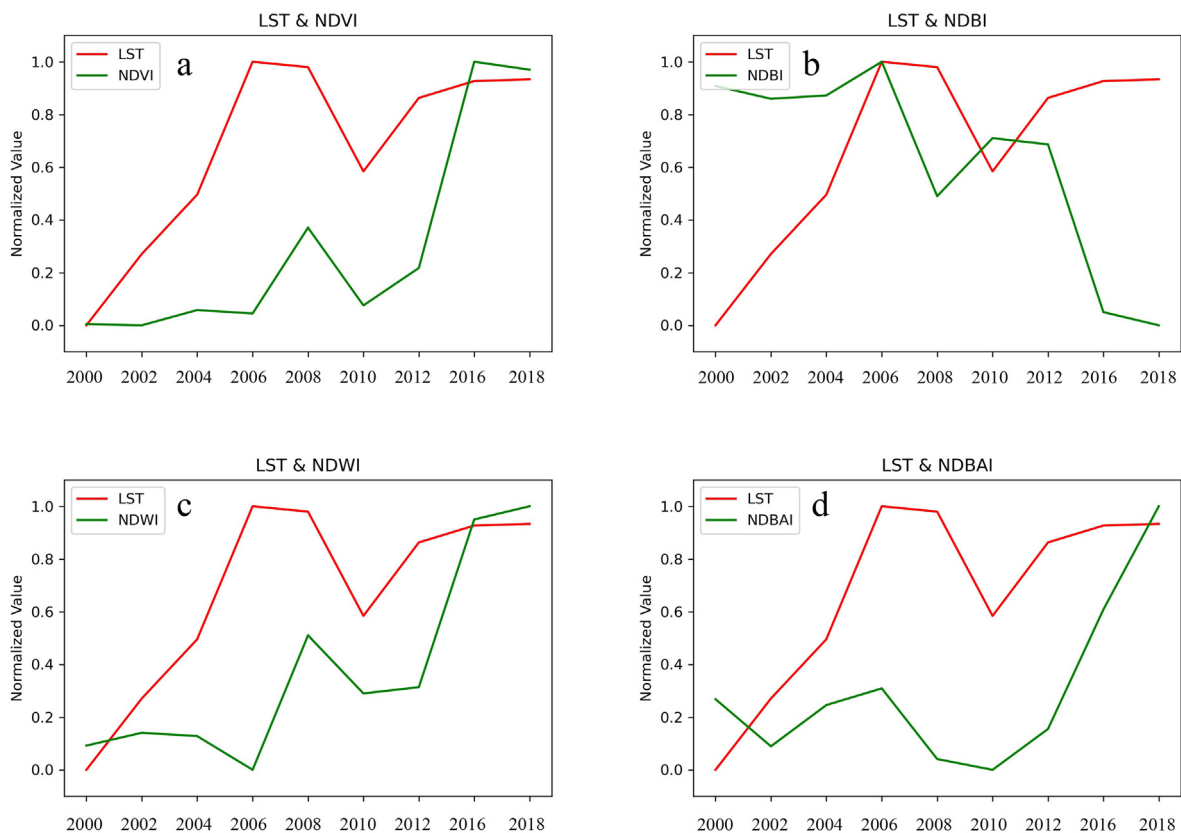 LST & NDVI
LST
NDVI
a
Normalized Value
1.0
0.8
0.6
0.4
0.2
0.0
2000 2002 2004 2006 2008 2010 2012 2016 2018
LST & NDBI
LST
NDBI
b
Normalized Value
1.0
0.8
0.6
0.4
0.2
0.0
2000 2002 2004 2006 2008 2010 2012 2016 2018
LST & NDWI
LST
NDWI
c
Normalized Value
1.0
0.8
0.6
0.4
0.2
0.0
2000 2002 2004 2006 2008 2010 2012 2016 2018
LST & NDBAI
LST
NDBAI
d
Normalized Value
1.0
0.8
0.6
0.4
0.2
0.0
2000 2002 2004 2006 2008 2010 2012 2016 2018